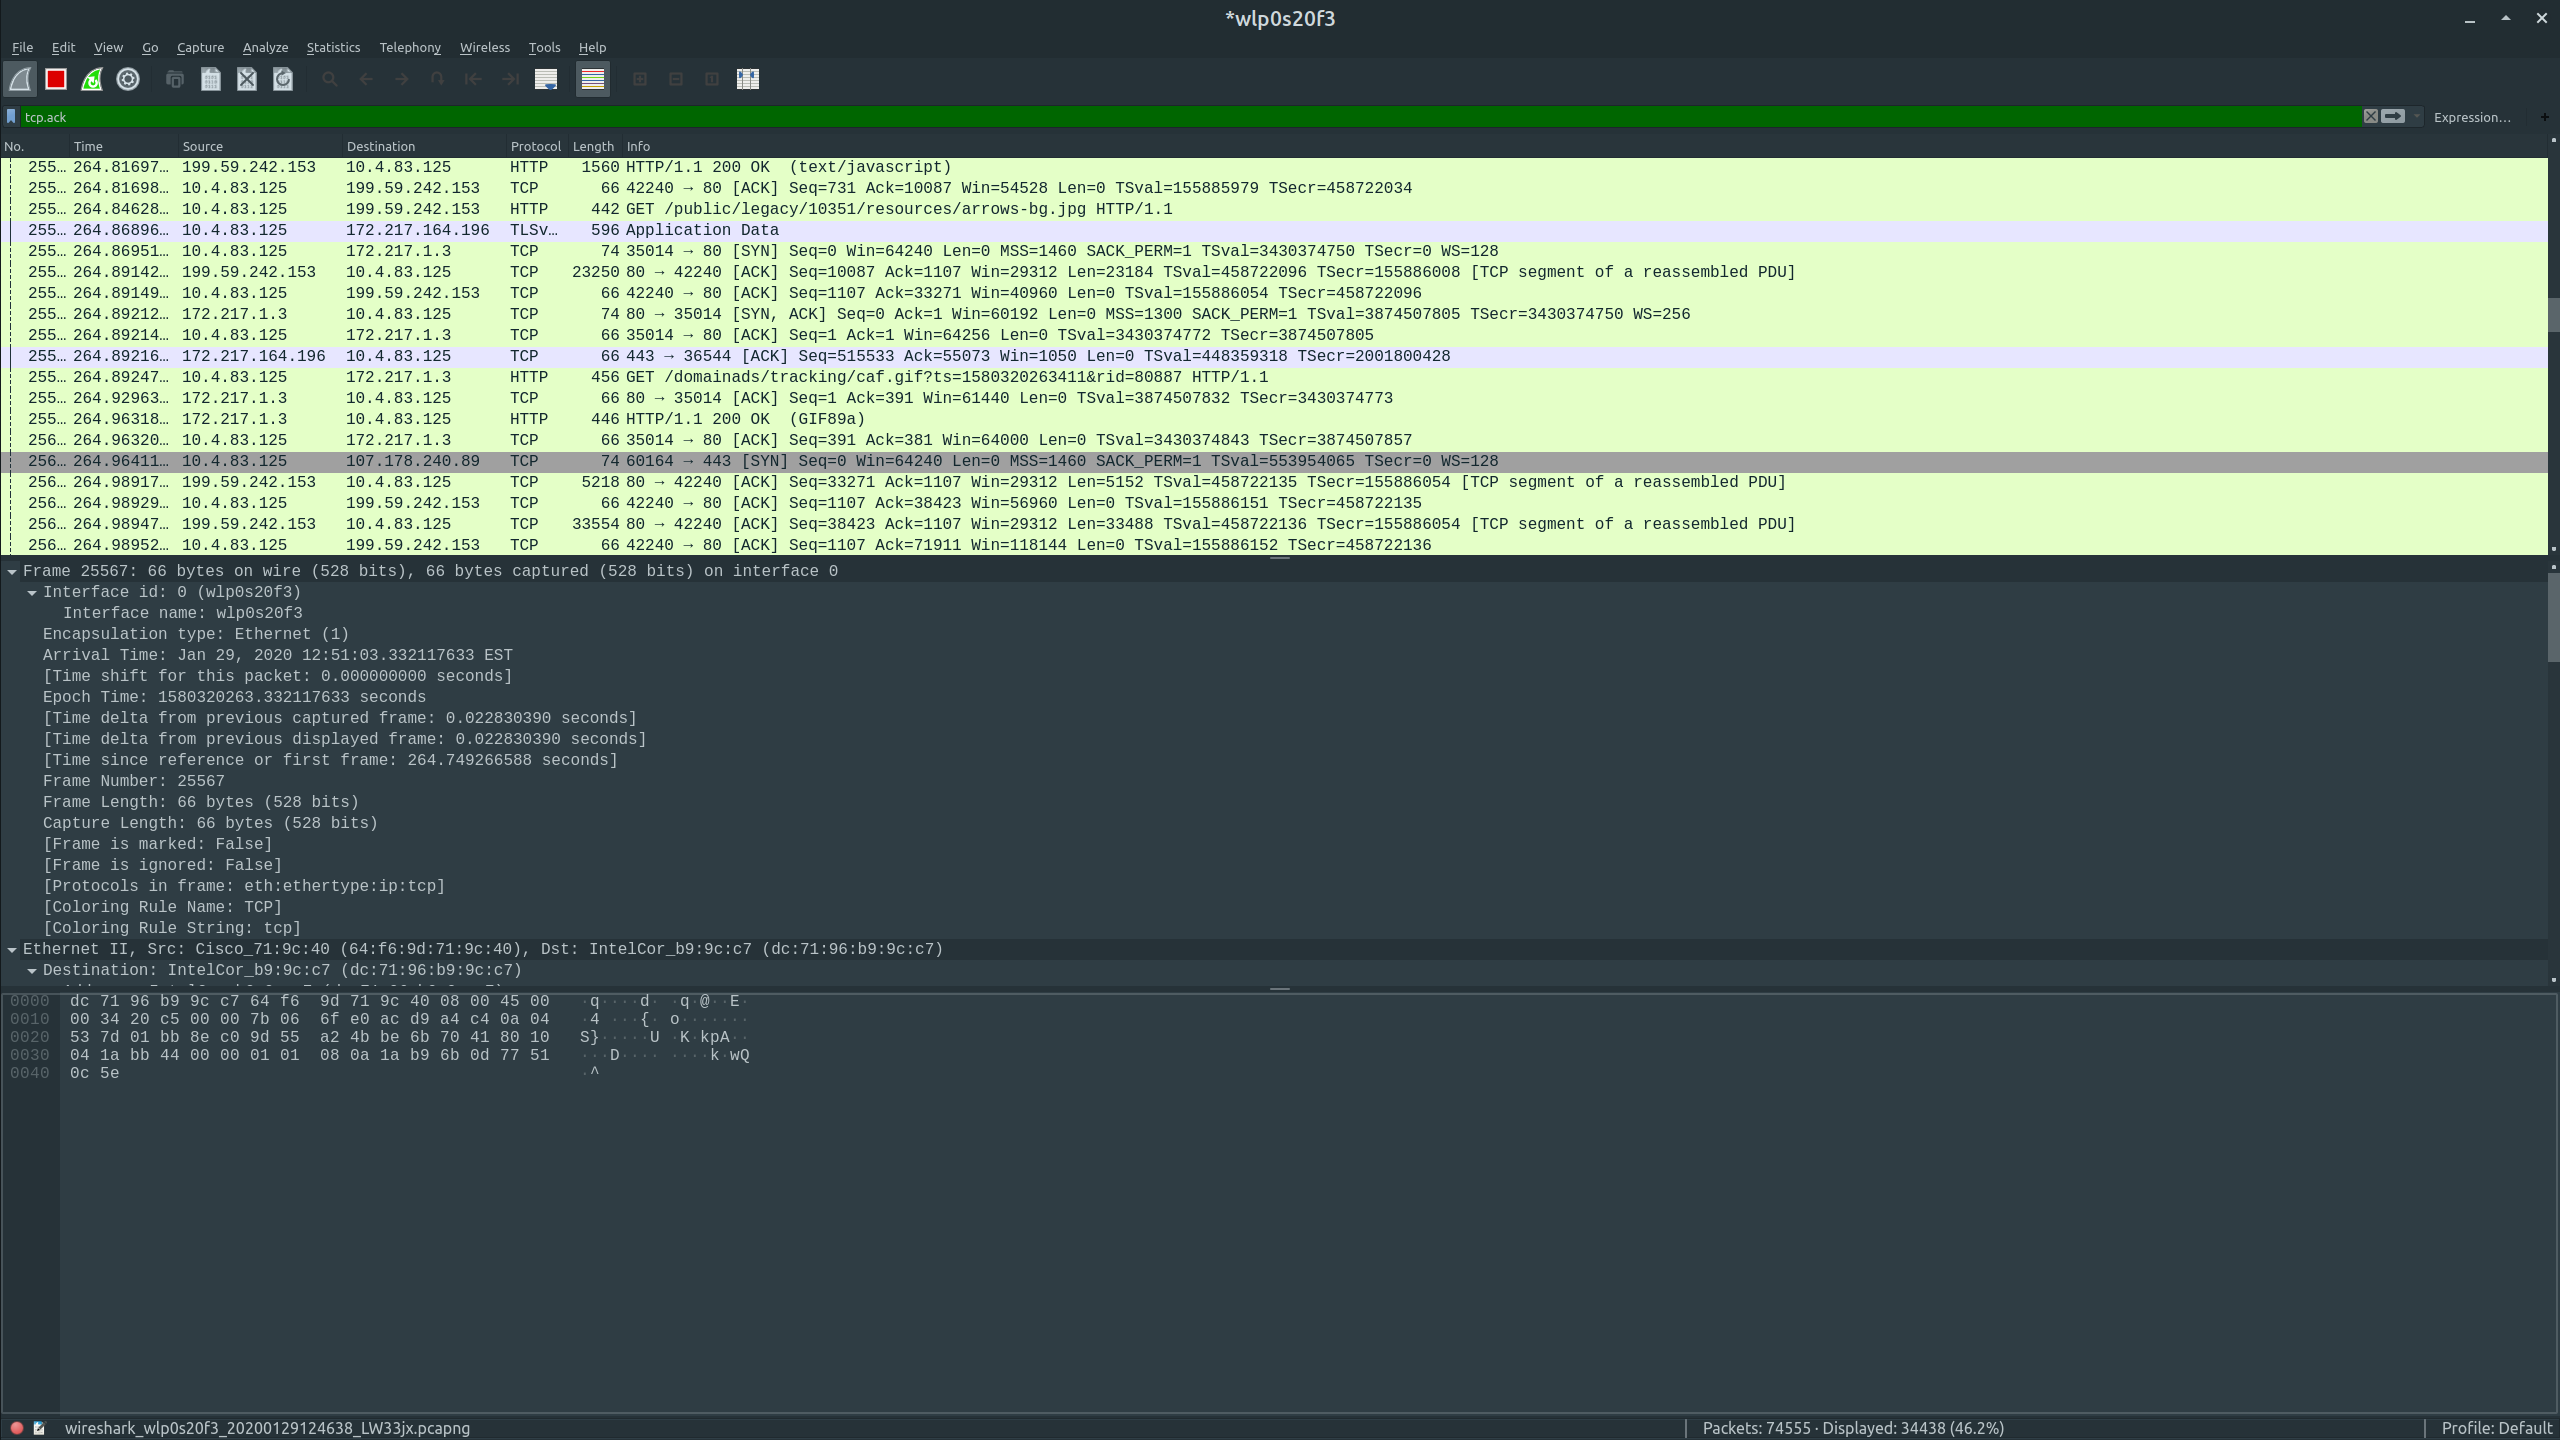 *wlp0s20f3
File Edit View Go Capture Analyze Statistics Telephony Wireless Tools Help
tcp.ack Expression… +
No. Time Source Destination Protocol Length Info
255… 264.81697… 199.59.242.153 10.4.83.125 HTTP 1560 HTTP/1.1 200 OK (text/javascript)
255… 264.81698… 10.4.83.125 199.59.242.153 TCP 66 42240 → 80 [ACK] Seq=731 Ack=10087 Win=54528 Len=0 TSval=155885979 TSecr=458722034
255… 264.84628… 10.4.83.125 199.59.242.153 HTTP 442 GET /public/legacy/10351/resources/arrows-bg.jpg HTTP/1.1
255… 264.86896… 10.4.83.125 172.217.164.196 TLSv… 596 Application Data
255… 264.86951… 10.4.83.125 172.217.1.3 TCP 74 35014 → 80 [SYN] Seq=0 Win=64240 Len=0 MSS=1460 SACK_PERM=1 TSval=3430374750 TSecr=0 WS=128
255… 264.89142… 199.59.242.153 10.4.83.125 TCP 23250 80 → 42240 [ACK] Seq=10087 Ack=1107 Win=29312 Len=23184 TSval=458722096 TSecr=155886008 [TCP segment of a reassembled PDU]
255… 264.89149… 10.4.83.125 199.59.242.153 TCP 66 42240 → 80 [ACK] Seq=1107 Ack=33271 Win=40960 Len=0 TSval=155886054 TSecr=458722096
255… 264.89212… 172.217.1.3 10.4.83.125 TCP 74 80 → 35014 [SYN, ACK] Seq=0 Ack=1 Win=60192 Len=0 MSS=1300 SACK_PERM=1 TSval=3874507805 TSecr=3430374750 WS=256
255… 264.89214… 10.4.83.125 172.217.1.3 TCP 66 35014 → 80 [ACK] Seq=1 Ack=1 Win=64256 Len=0 TSval=3430374772 TSecr=3874507805
255… 264.89216… 172.217.164.196 10.4.83.125 TCP 66 443 → 36544 [ACK] Seq=515533 Ack=55073 Win=1050 Len=0 TSval=448359318 TSecr=2001800428
255… 264.89247… 10.4.83.125 172.217.1.3 HTTP 456 GET /domainads/tracking/caf.gif?ts=1580320263411&rid=80887 HTTP/1.1
255… 264.92963… 172.217.1.3 10.4.83.125 TCP 66 80 → 35014 [ACK] Seq=1 Ack=391 Win=61440 Len=0 TSval=3874507832 TSecr=3430374773
255… 264.96318… 172.217.1.3 10.4.83.125 HTTP 446 HTTP/1.1 200 OK (GIF89a)
256… 264.96320… 10.4.83.125 172.217.1.3 TCP 66 35014 → 80 [ACK] Seq=391 Ack=381 Win=64000 Len=0 TSval=3430374843 TSecr=3874507857
256… 264.96411… 10.4.83.125 107.178.240.89 TCP 74 60164 → 443 [SYN] Seq=0 Win=64240 Len=0 MSS=1460 SACK_PERM=1 TSval=553954065 TSecr=0 WS=128
256… 264.98917… 199.59.242.153 10.4.83.125 TCP 5218 80 → 42240 [ACK] Seq=33271 Ack=1107 Win=29312 Len=5152 TSval=458722135 TSecr=155886054 [TCP segment of a reassembled PDU]
256… 264.98929… 10.4.83.125 199.59.242.153 TCP 66 42240 → 80 [ACK] Seq=1107 Ack=38423 Win=56960 Len=0 TSval=155886151 TSecr=458722135
256… 264.98947… 199.59.242.153 10.4.83.125 TCP 33554 80 → 42240 [ACK] Seq=38423 Ack=1107 Win=29312 Len=33488 TSval=458722136 TSecr=155886054 [TCP segment of a reassembled PDU]
256… 264.98952… 10.4.83.125 199.59.242.153 TCP 66 42240 → 80 [ACK] Seq=1107 Ack=71911 Win=118144 Len=0 TSval=155886152 TSecr=458722136
Frame 25567: 66 bytes on wire (528 bits), 66 bytes captured (528 bits) on interface 0
Interface id: 0 (wlp0s20f3)
Interface name: wlp0s20f3
Encapsulation type: Ethernet (1)
Arrival Time: Jan 29, 2020 12:51:03.332117633 EST
[Time shift for this packet: 0.000000000 seconds]
Epoch Time: 1580320263.332117633 seconds
[Time delta from previous captured frame: 0.022830390 seconds]
[Time delta from previous displayed frame: 0.022830390 seconds]
[Time since reference or first frame: 264.749266588 seconds]
Frame Number: 25567
Frame Length: 66 bytes (528 bits)
Capture Length: 66 bytes (528 bits)
[Frame is marked: False]
[Frame is ignored: False]
[Protocols in frame: eth:ethertype:ip:tcp]
[Coloring Rule Name: TCP]
[Coloring Rule String: tcp]
Ethernet II, Src: Cisco_71:9c:40 (64:f6:9d:71:9c:40), Dst: IntelCor_b9:9c:c7 (dc:71:96:b9:9c:c7)
Destination: IntelCor_b9:9c:c7 (dc:71:96:b9:9c:c7)
0000 dc 71 96 b9 9c c7 64 f6 9d 71 9c 40 08 00 45 00 ·q····d· ·q·@··E·
0010 00 34 20 c5 00 00 7b 06 6f e0 ac d9 a4 c4 0a 04 ·4 ···{· o·······
0020 53 7d 01 bb 8e c0 9d 55 a2 4b be 6b 70 41 80 10 S}·····U ·K·kpA··
0030 04 1a bb 44 00 00 01 01 08 0a 1a b9 6b 0d 77 51 ···D···· ····k·wQ
0040 0c 5e ·^
wireshark_wlp0s20f3_20200129124638_LW33jx.pcapng Packets: 74555 · Displayed: 34438 (46.2%) Profile: Default